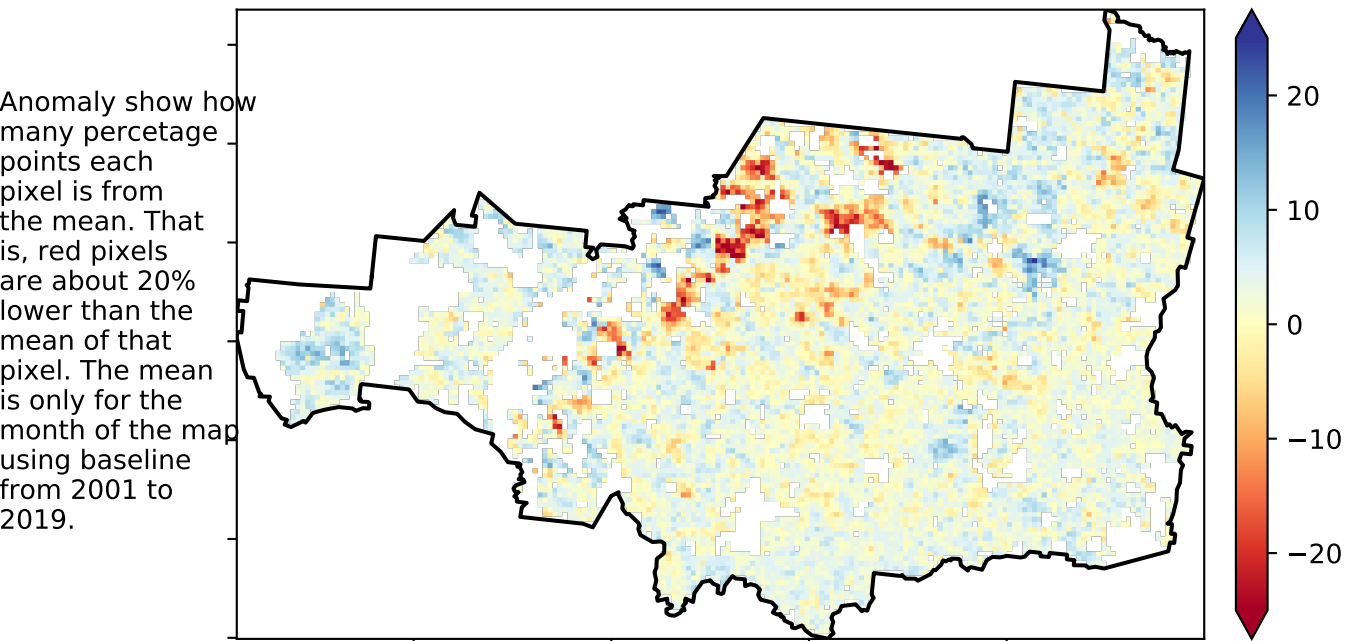 Anomaly show how
many percetage
points each
pixel is from
the mean. That
is, red pixels
are about 20%
lower than the
mean of that
pixel. The mean
is only for the
month of the map
using baseline
from 2001 to
2019.
20
10
0
−10
−20